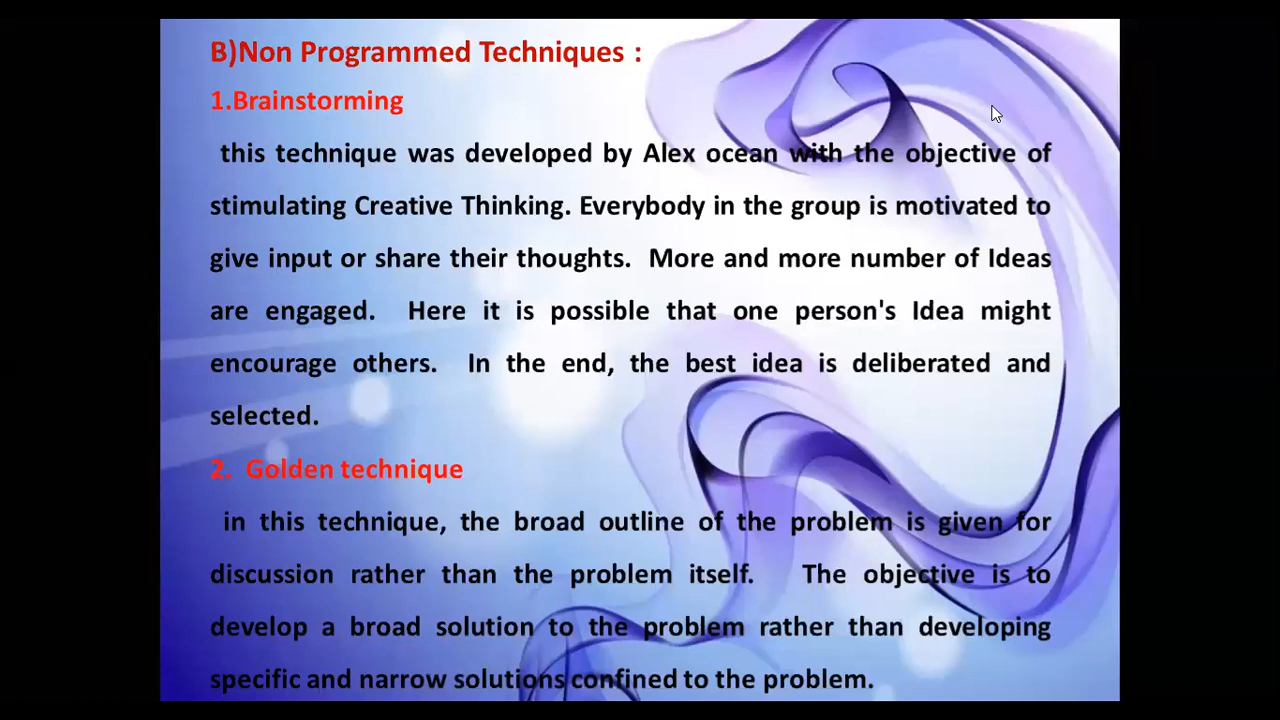 B)Non Programmed Techniques :
1.Brainstorming
this technique was developed by Alex ocean with the objective of
stimulating Creative Thinking. Everybody in the group is motivated to
give input or share their thoughts. More and more number of Ideas
are engaged. Here it is possible that one person's Idea might
encourage others. In the end, the best idea is deliberated and
selected.
2. Golden technique
in this technique, the broad outline of the problem is given for
discussion rather than the problem itself. The objective is to
develop a broad solution to the problem rather than developing
specific and narrow solutions confined to the problem.